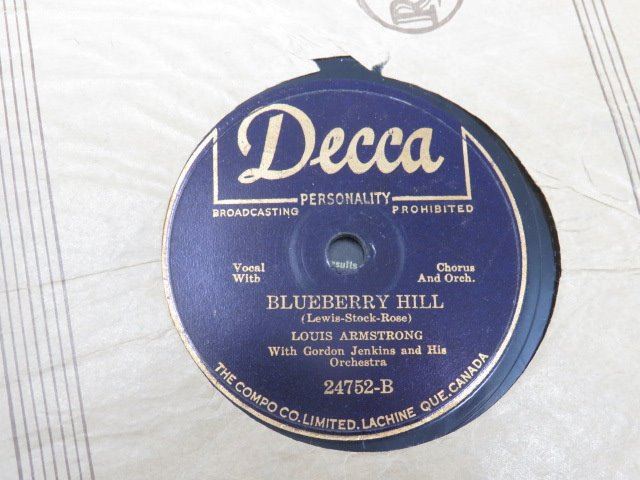 Decca
PERSONALITY
BROADCASTING PROHIBITED
Vocal With
Chorus And Orch.
BLUEBERRY HILL
(Lewis-Stock-Rose)
LOUIS ARMSTRONG
With Gordon Jenkins and His
Orchestra
24752-B
THE COMPO CO. LIMITED. LACHINE QUE. CANADA